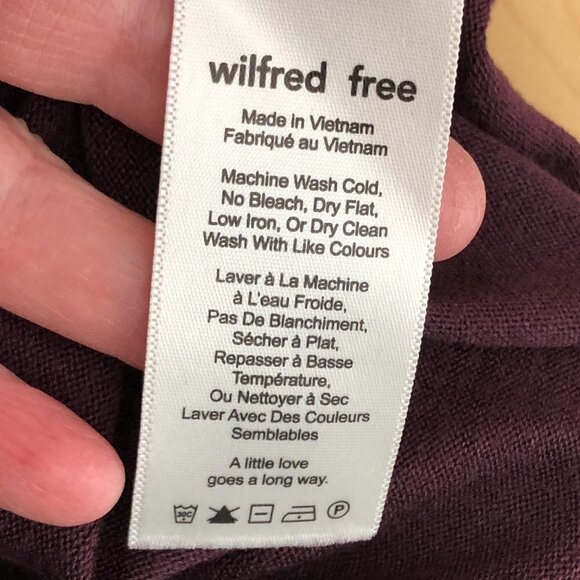 wilfred free
Made in Vietnam
Fabriqué au Vietnam
Machine Wash Cold,
No Bleach, Dry Flat,
Low Iron, Or Dry Clean
Wash With Like Colours
Laver à La Machine
à L'eau Froide,
Pas De Blanchiment,
Sécher à Plat,
Repasser à Basse
Température,
Ou Nettoyer à Sec
Laver Avec Des Couleurs
Semblables
A little love
goes a long way.
30C P